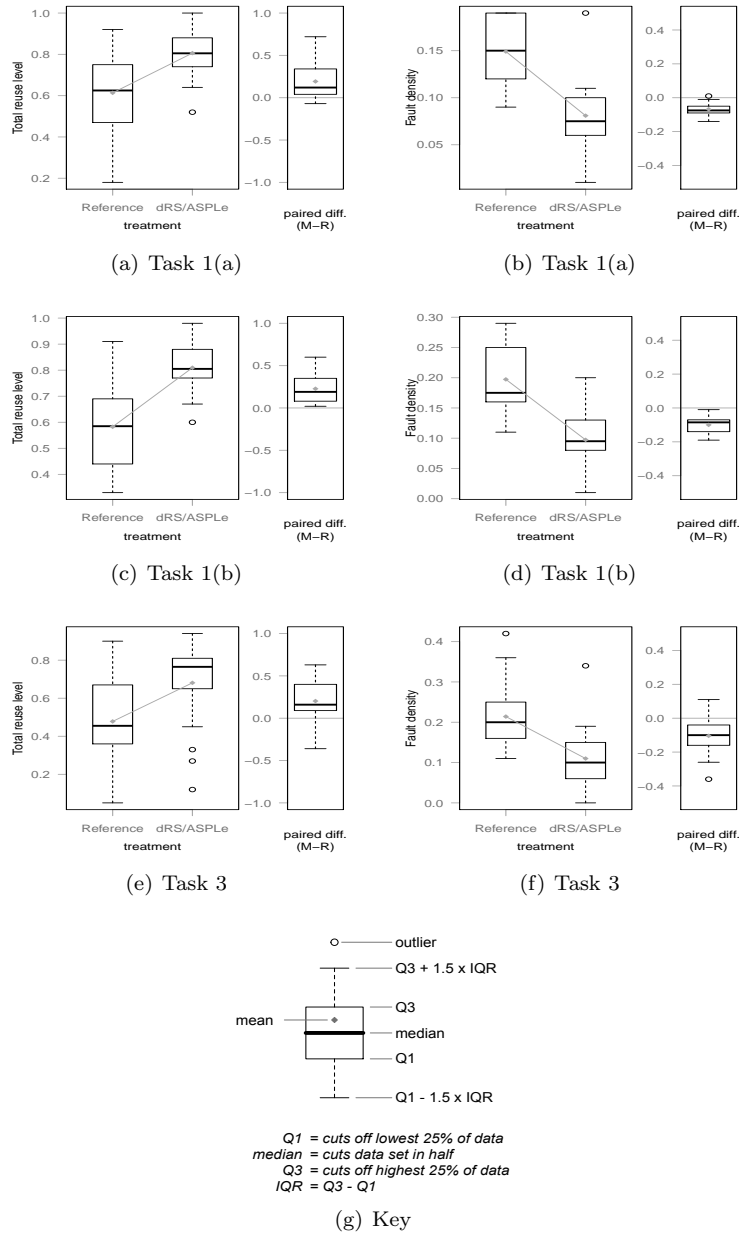 Total reuse level
1.0
0.8
0.6
0.4
0.2
Reference dRS/ASPLe
treatment
1.0
0.5
0.0
−0.5
−1.0
paired diff.
(M−R)
(a) Task 1(a)
Fault density
0.15
0.10
0.05
Reference dRS/ASPLe
treatment
0.4
0.2
0.0
−0.2
−0.4
paired diff.
(M−R)
(b) Task 1(a)
Total reuse level
1.0
0.9
0.8
0.7
0.6
0.5
0.4
Reference dRS/ASPLe
treatment
1.0
0.5
0.0
−0.5
−1.0
paired diff.
(M−R)
(c) Task 1(b)
Fault density
0.30
0.25
0.20
0.15
0.10
0.05
0.00
Reference dRS/ASPLe
treatment
0.4
0.2
0.0
−0.2
−0.4
paired diff.
(M−R)
(d) Task 1(b)
Total reuse level
0.8
0.6
0.4
0.2
Reference dRS/ASPLe
treatment
1.0
0.5
0.0
−0.5
−1.0
paired diff.
(M−R)
(e) Task 3
Fault density
0.4
0.3
0.2
0.1
0.0
Reference dRS/ASPLe
treatment
0.4
0.2
0.0
−0.2
−0.4
paired diff.
(M−R)
(f) Task 3
outlier
Q3 + 1.5 x IQR
Q3
mean
median
Q1
Q1 - 1.5 x IQR
Q1 = cuts off lowest 25% of data
median = cuts data set in half
Q3 = cuts off highest 25% of data
IQR = Q3 - Q1
(g) Key